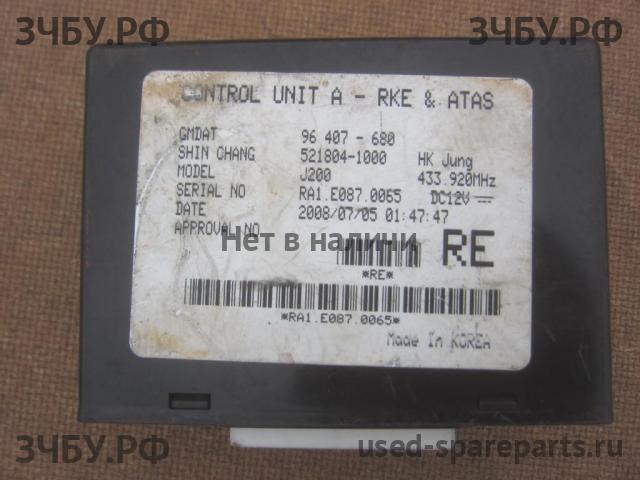 ЗЧБУ.РФ
ЗЧБУ.РФ
CONTROL UNIT A - RKE & ATAS
GMDAT 96 407 - 680
SHIN CHANG 521804-1000 HK Jung
MODEL J200 433.920MHz
SERIAL NO RA1.E087.0065 DC12V
DATE 2008/07/05 01:47:47
APPROVAL NO
Нет в наличии
RE
*RE*
*RA1.E087.0065*
Made In KOREA
ЗЧБУ.РФ
used-spareparts.ru